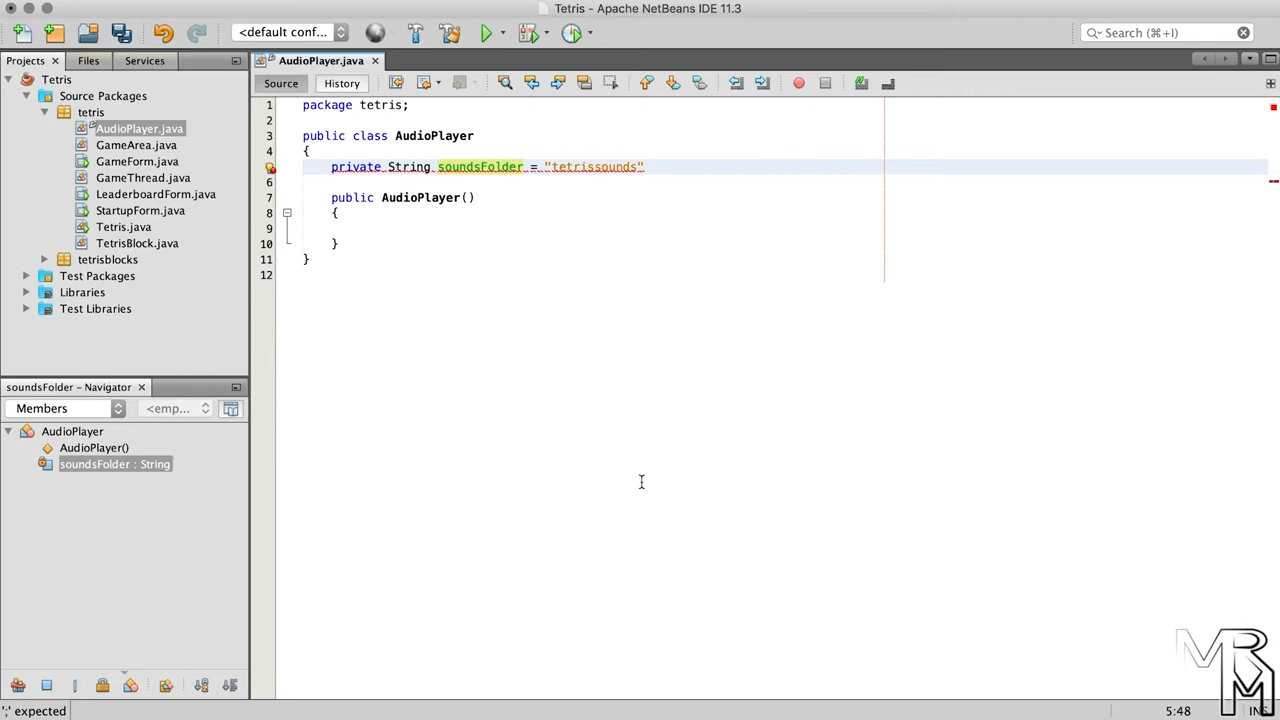 Tetris - Apache NetBeans IDE 11.3
<default conf...
Search (⌘+I)
Projects
Files
Services
AudioPlayer.java
Tetris
Source Packages
tetris
AudioPlayer.java
GameArea.java
GameForm.java
GameThread.java
LeaderboardForm.java
StartupForm.java
Tetris.java
TetrisBlock.java
tetrisblocks
Test Packages
Libraries
Test Libraries
Source
History
1 package tetris;
2
3 public class AudioPlayer
4 {
private String soundsFolder = "tetrissounds"
6
7 public AudioPlayer()
8 {
9
10 }
11 }
12
soundsFolder - Navigator
Members
<emp...
AudioPlayer
AudioPlayer()
soundsFolder : String
';' expected
5:48
INS
MR
M